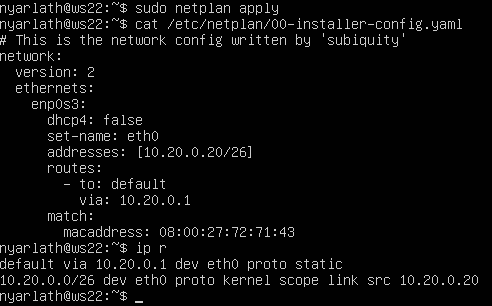 nyarlath@ws22:~$ sudo netplan apply
nyarlath@ws22:~$ cat /etc/netplan/00-installer-config.yaml
# This is the network config written by 'subiquity'
network:
  version: 2
  ethernets:
    enp0s3:
      dhcp4: false
      set-name: eth0
      addresses: [10.20.0.20/26]
      routes:
        - to: default
          via: 10.20.0.1
      match:
        macaddress: 08:00:27:72:71:43
nyarlath@ws22:~$ ip r
default via 10.20.0.1 dev eth0 proto static
10.20.0.0/26 dev eth0 proto kernel scope link src 10.20.0.20
nyarlath@ws22:~$ _